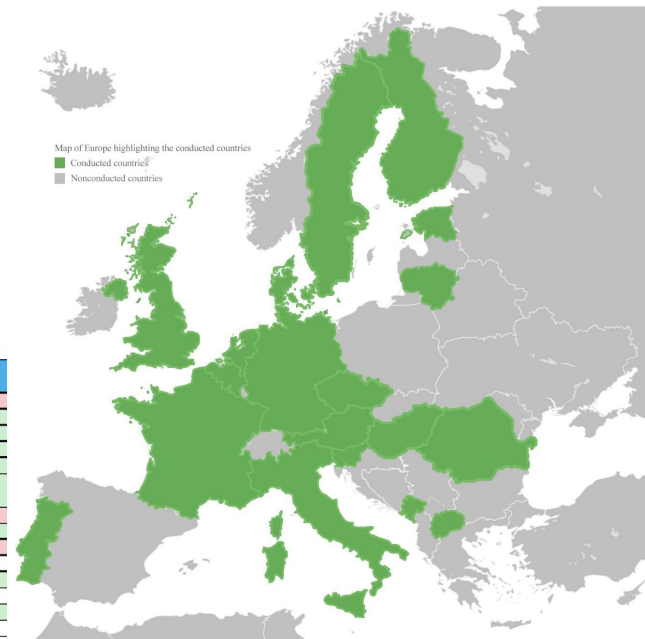 Map of Europe highlighting the conducted countries
Conducted countries
Nonconducted countries